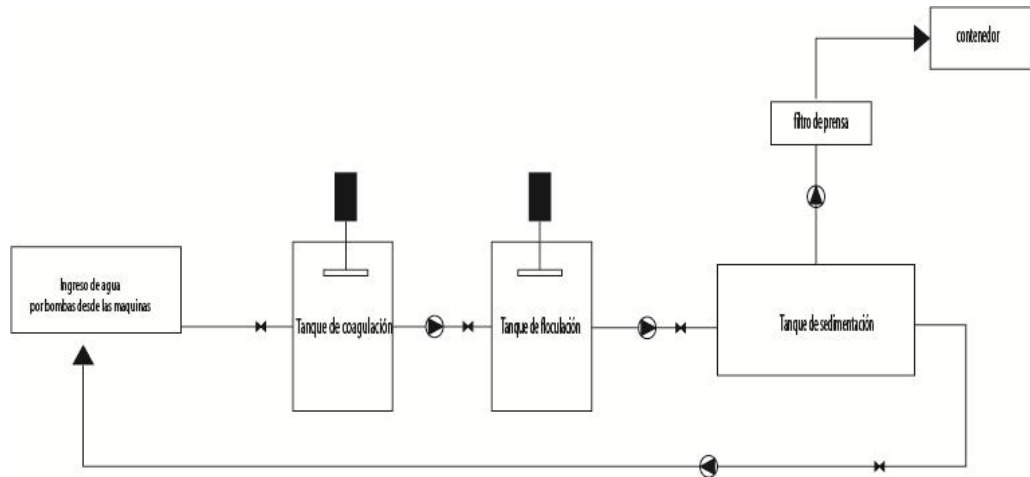 contenedor
filtro de prensa
Ingreso de agua
por bombas desde las maquinas
Tanque de coagulación
Tanque de floculación
Tanque de sedimentación